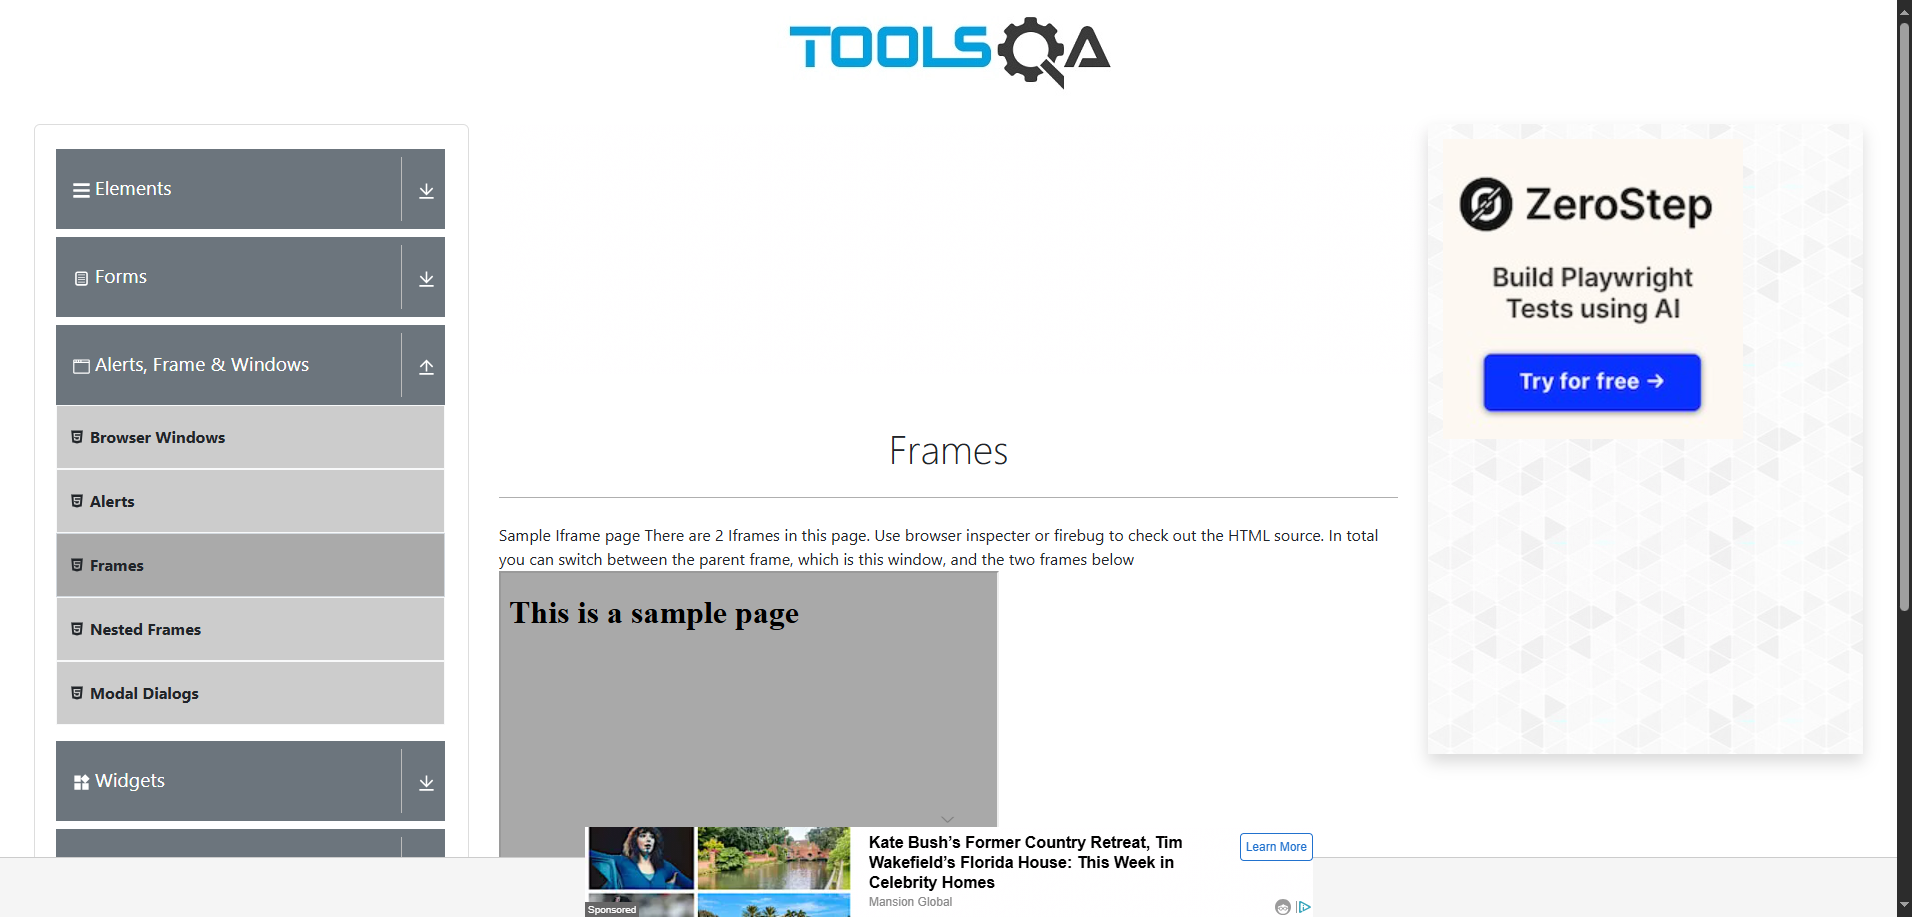 TOOLSQA
Elements
Forms
Alerts, Frame & Windows
Browser Windows
Alerts
Frames
Nested Frames
Modal Dialogs
Widgets
Frames
Sample Iframe page There are 2 Iframes in this page. Use browser inspecter or firebug to check out the HTML source. In total
you can switch between the parent frame, which is this window, and the two frames below
This is a sample page
ZeroStep
Build Playwright
Tests using AI
Try for free →
Kate Bush’s Former Country Retreat, Tim
Wakefield’s Florida House: This Week in
Celebrity Homes
Mansion Global
Learn More
Sponsored